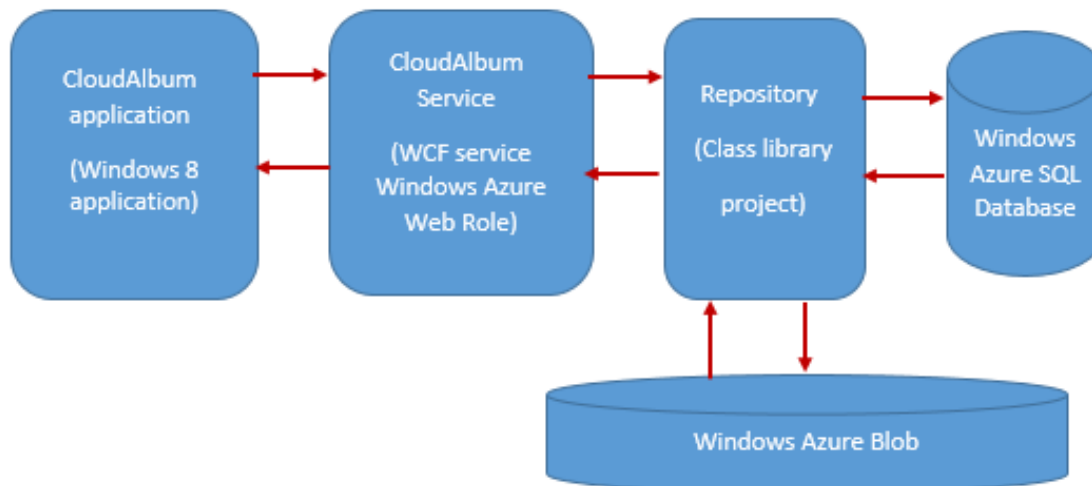 CloudAlbum
application
(Windows 8
application)
CloudAlbum
Service
(WCF service
Windows Azure
Web Role)
Repository
(Class library
project)
Windows
Azure SQL
Database
Windows Azure Blob